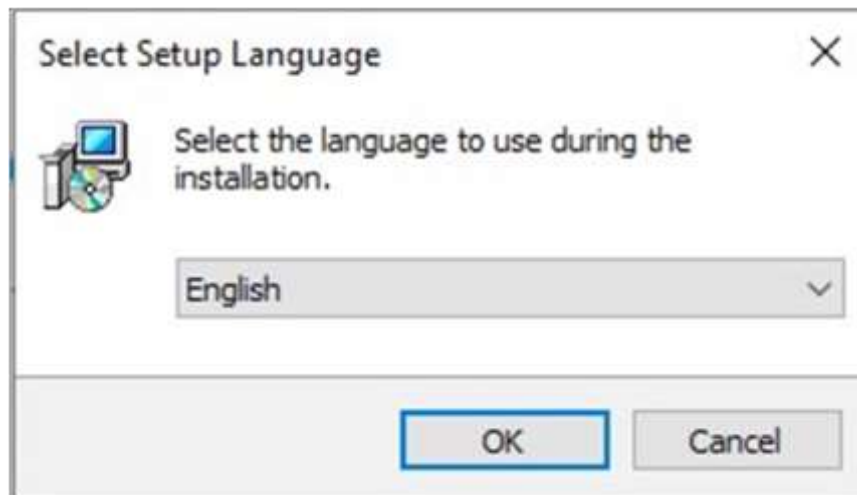 Select Setup Language
Select the language to use during the
installation.
English
OK
Cancel